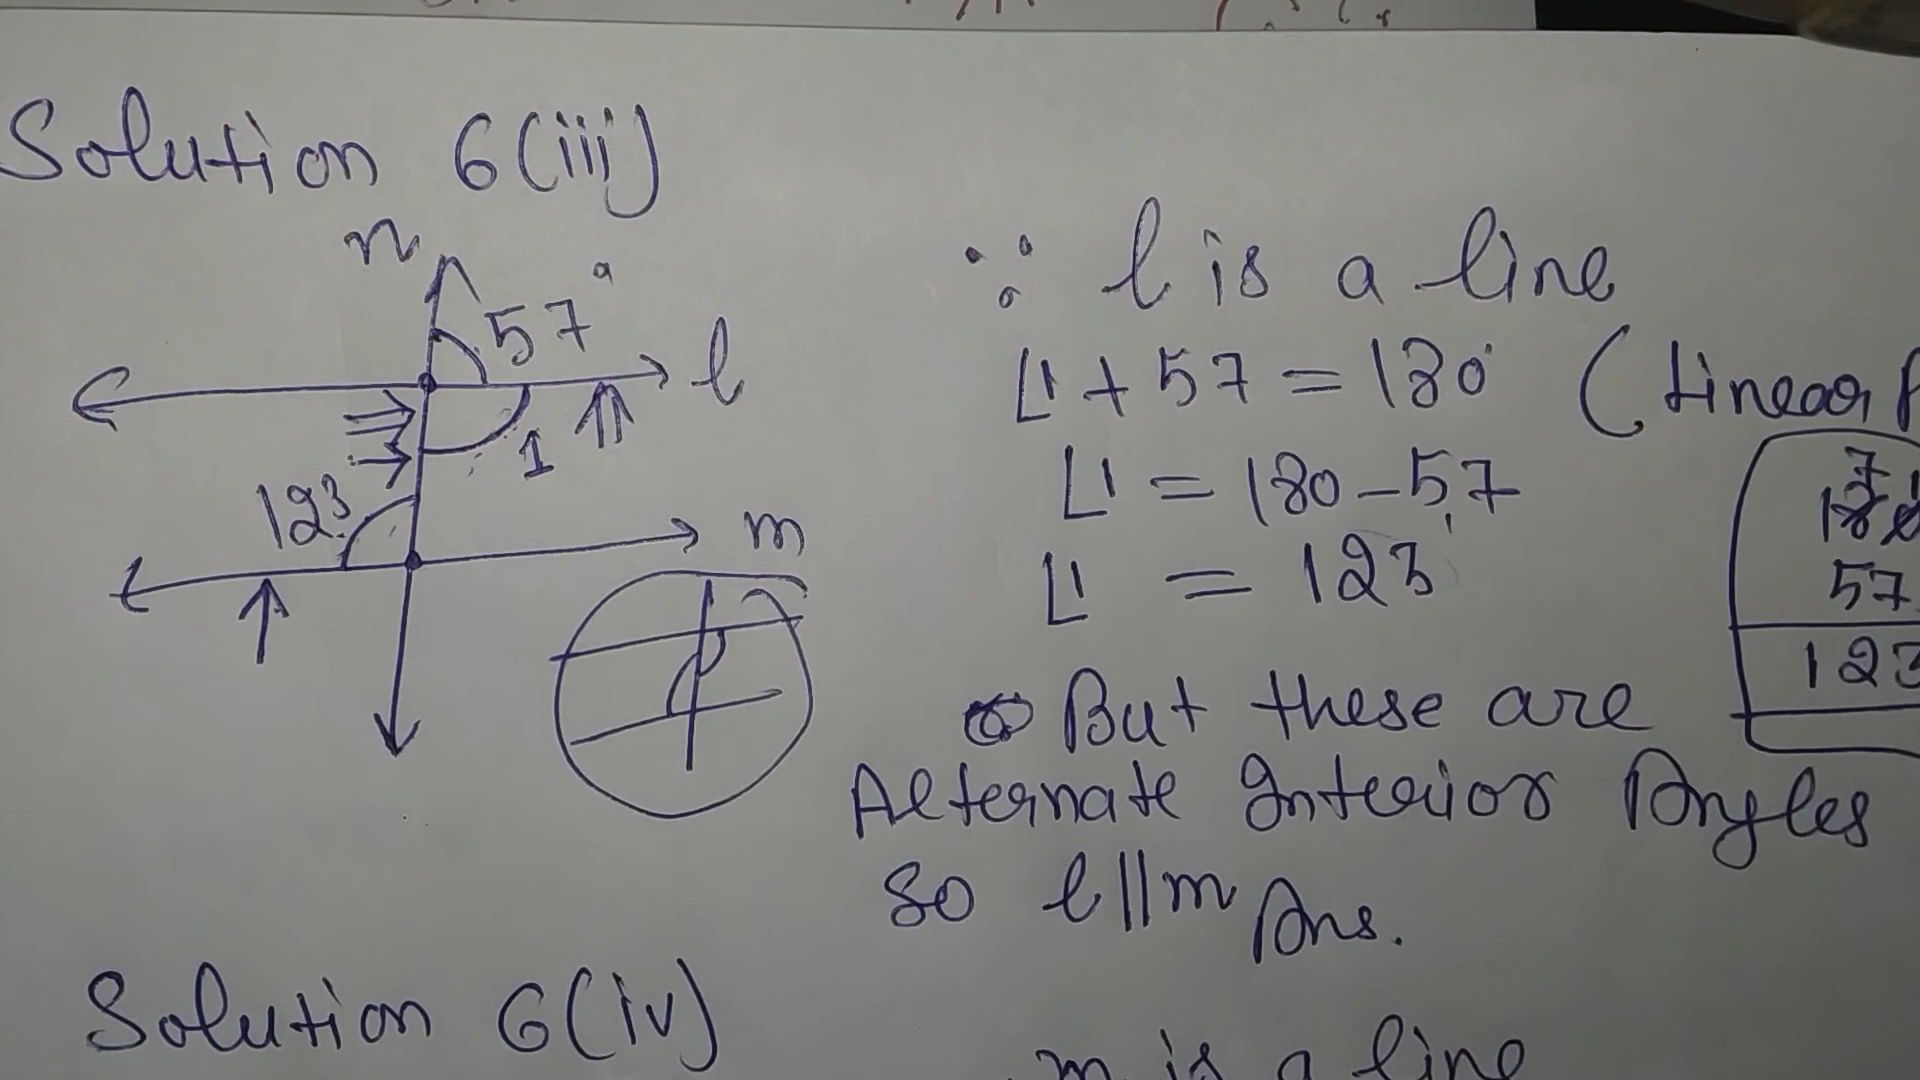 Solution 6(iii)
n
57°
l
1
123
m
∵ l is a line
∠1 + 57 = 180° (Linear
∠1 = 180 - 57
∠1 = 123
7
57
123
But these are
Alternate Interior Angles
So l || m Ans.
Solution 6(iv)
m is a line